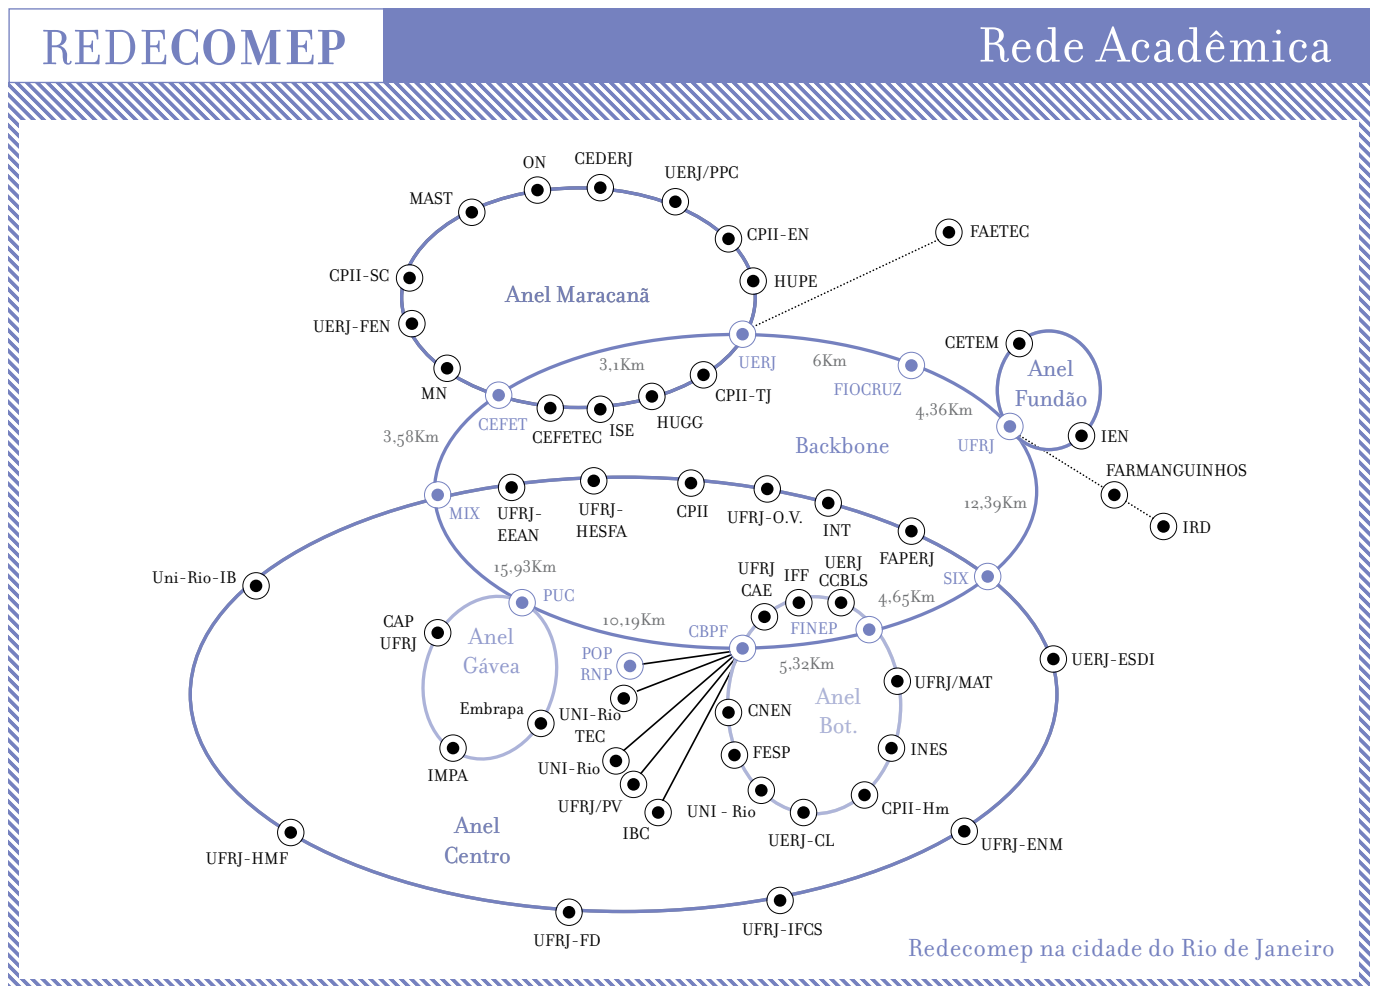 REDECOMEP
Rede Acadêmica
ON
CEDERJ
UERJ/PPC
MAST
CPII-EN
FAETEC
CPII-SC
HUPE
Anel Maracanã
UERJ-FEN
CETEM
3,1Km
UERJ
6Km
FIOCRUZ
Anel
Fundão
MN
CPII-TJ
4,36Km
CEFET
CEFETEC
ISE
HUGG
3,58Km
Backbone
UFRJ
IEN
FARMANGUINHOS
MIX
UFRJ-
EEAN
UFRJ-
HESFA
CPII
UFRJ-O.V.
INT
12,39Km
IRD
FAPERJ
15,93Km
Uni-Rio-IB
PUC
UFRJ
CAE
IFF
UERJ
CCBLS
SIX
4,65Km
CAP
UFRJ
Anel
Gávea
10,19Km
CBPF
FINEP
POP
RNP
5,32Km
UERJ-ESDI
UFRJ/MAT
Embrapa
UNI-Rio
TEC
CNEN
Anel
Bot.
FESP
INES
IMPA
UNI-Rio
UFRJ/PV
UNI - Rio
CPII-Hm
IBC
UERJ-CL
Anel
Centro
UFRJ-HMF
UFRJ-ENM
UFRJ-FD
UFRJ-IFCS
Redecomep na cidade do Rio de Janeiro